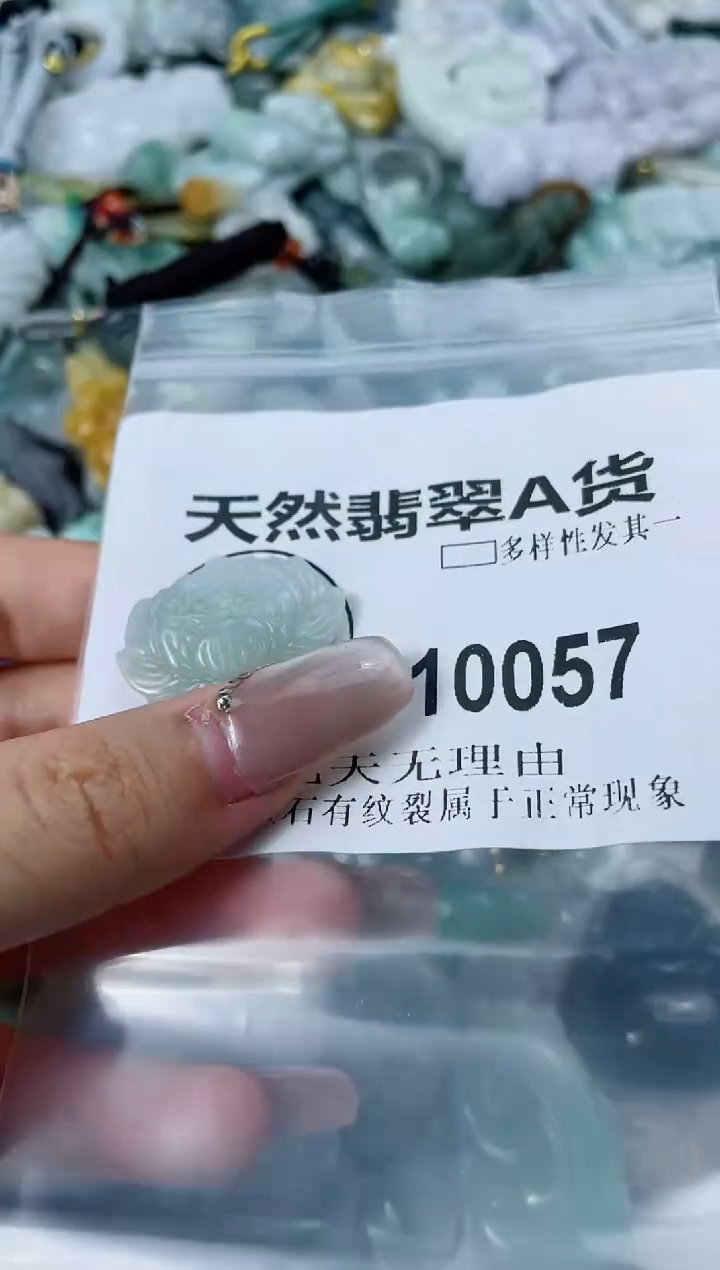 天然翡翠A货
多样性发其一
10057
天无理由
石有纹裂属于正常现象